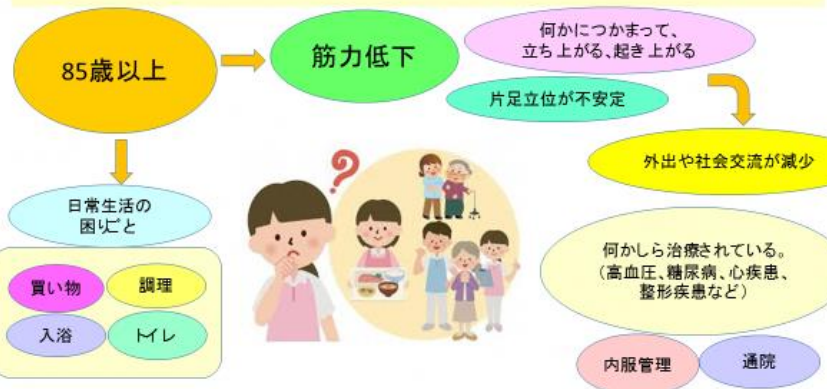 85歳以上
筋力低下
何かにつかまって、
立ち上がる、起き上がる
片足立位が不安定
外出や社会交流が減少
日常生活の
困りごと
買い物
調理
入浴
トイレ
何かしら治療されている。
（高血圧、糖尿病、心疾患、
整形疾患など）
内服管理
通院